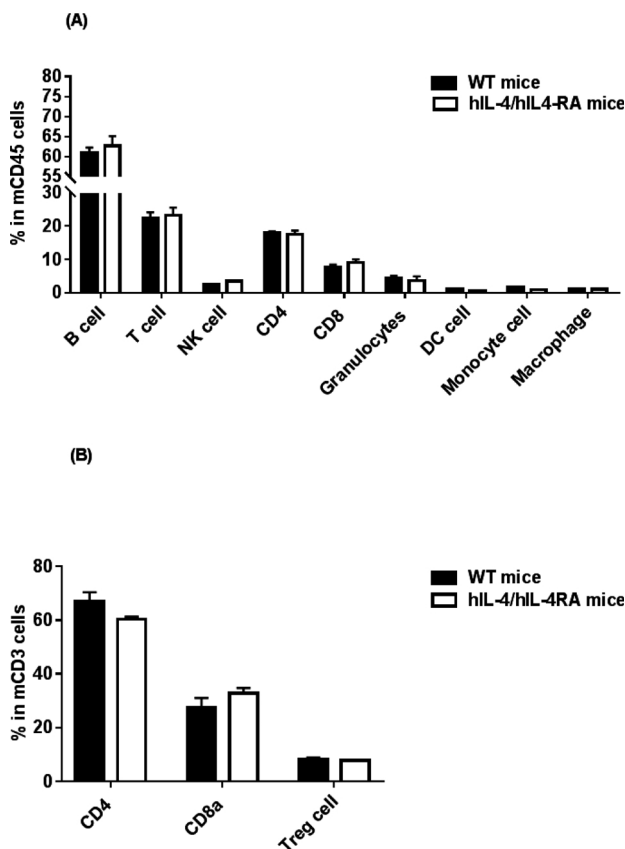 (A)
WT mice
hIL-4/hIL4-RA mice
% in mCD45 cells
80
75
70
65
60
55
30
20
10
0
B cell
T cell
NK cell
CD4
CD8
Granulocytes
DC cell
Monocyte cell
Macrophage
(B)
WT mice
hIL-4/hIL-4RA mice
% in mCD3 cells
80
60
40
20
0
CD4
CD8a
Treg cell